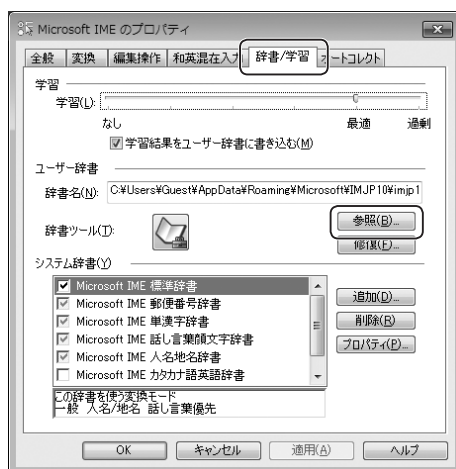 Microsoft IME のプロパティ
全般 変換 編集操作 和英混在入力 辞書/学習 オートコレクト
学習
学習(L):
なし 最適 過剰
学習結果をユーザー辞書に書き込む(M)
ユーザー辞書
辞書名(N): C:¥Users¥Guest¥AppData¥Roaming¥Microsoft¥IMJP10¥imjp1
参照(B)...
辞書ツール(T):
修復(E)...
システム辞書(Y)
Microsoft IME 標準辞書
Microsoft IME 郵便番号辞書
Microsoft IME 単漢字辞書
Microsoft IME 話し言葉顔文字辞書
Microsoft IME 人名地名辞書
Microsoft IME カタカナ語英語辞書
追加(D)...
削除(R)
プロパティ(P)...
この辞書を使う変換モード
一般 人名/地名 話し言葉優先
OK キャンセル 適用(A) ヘルプ